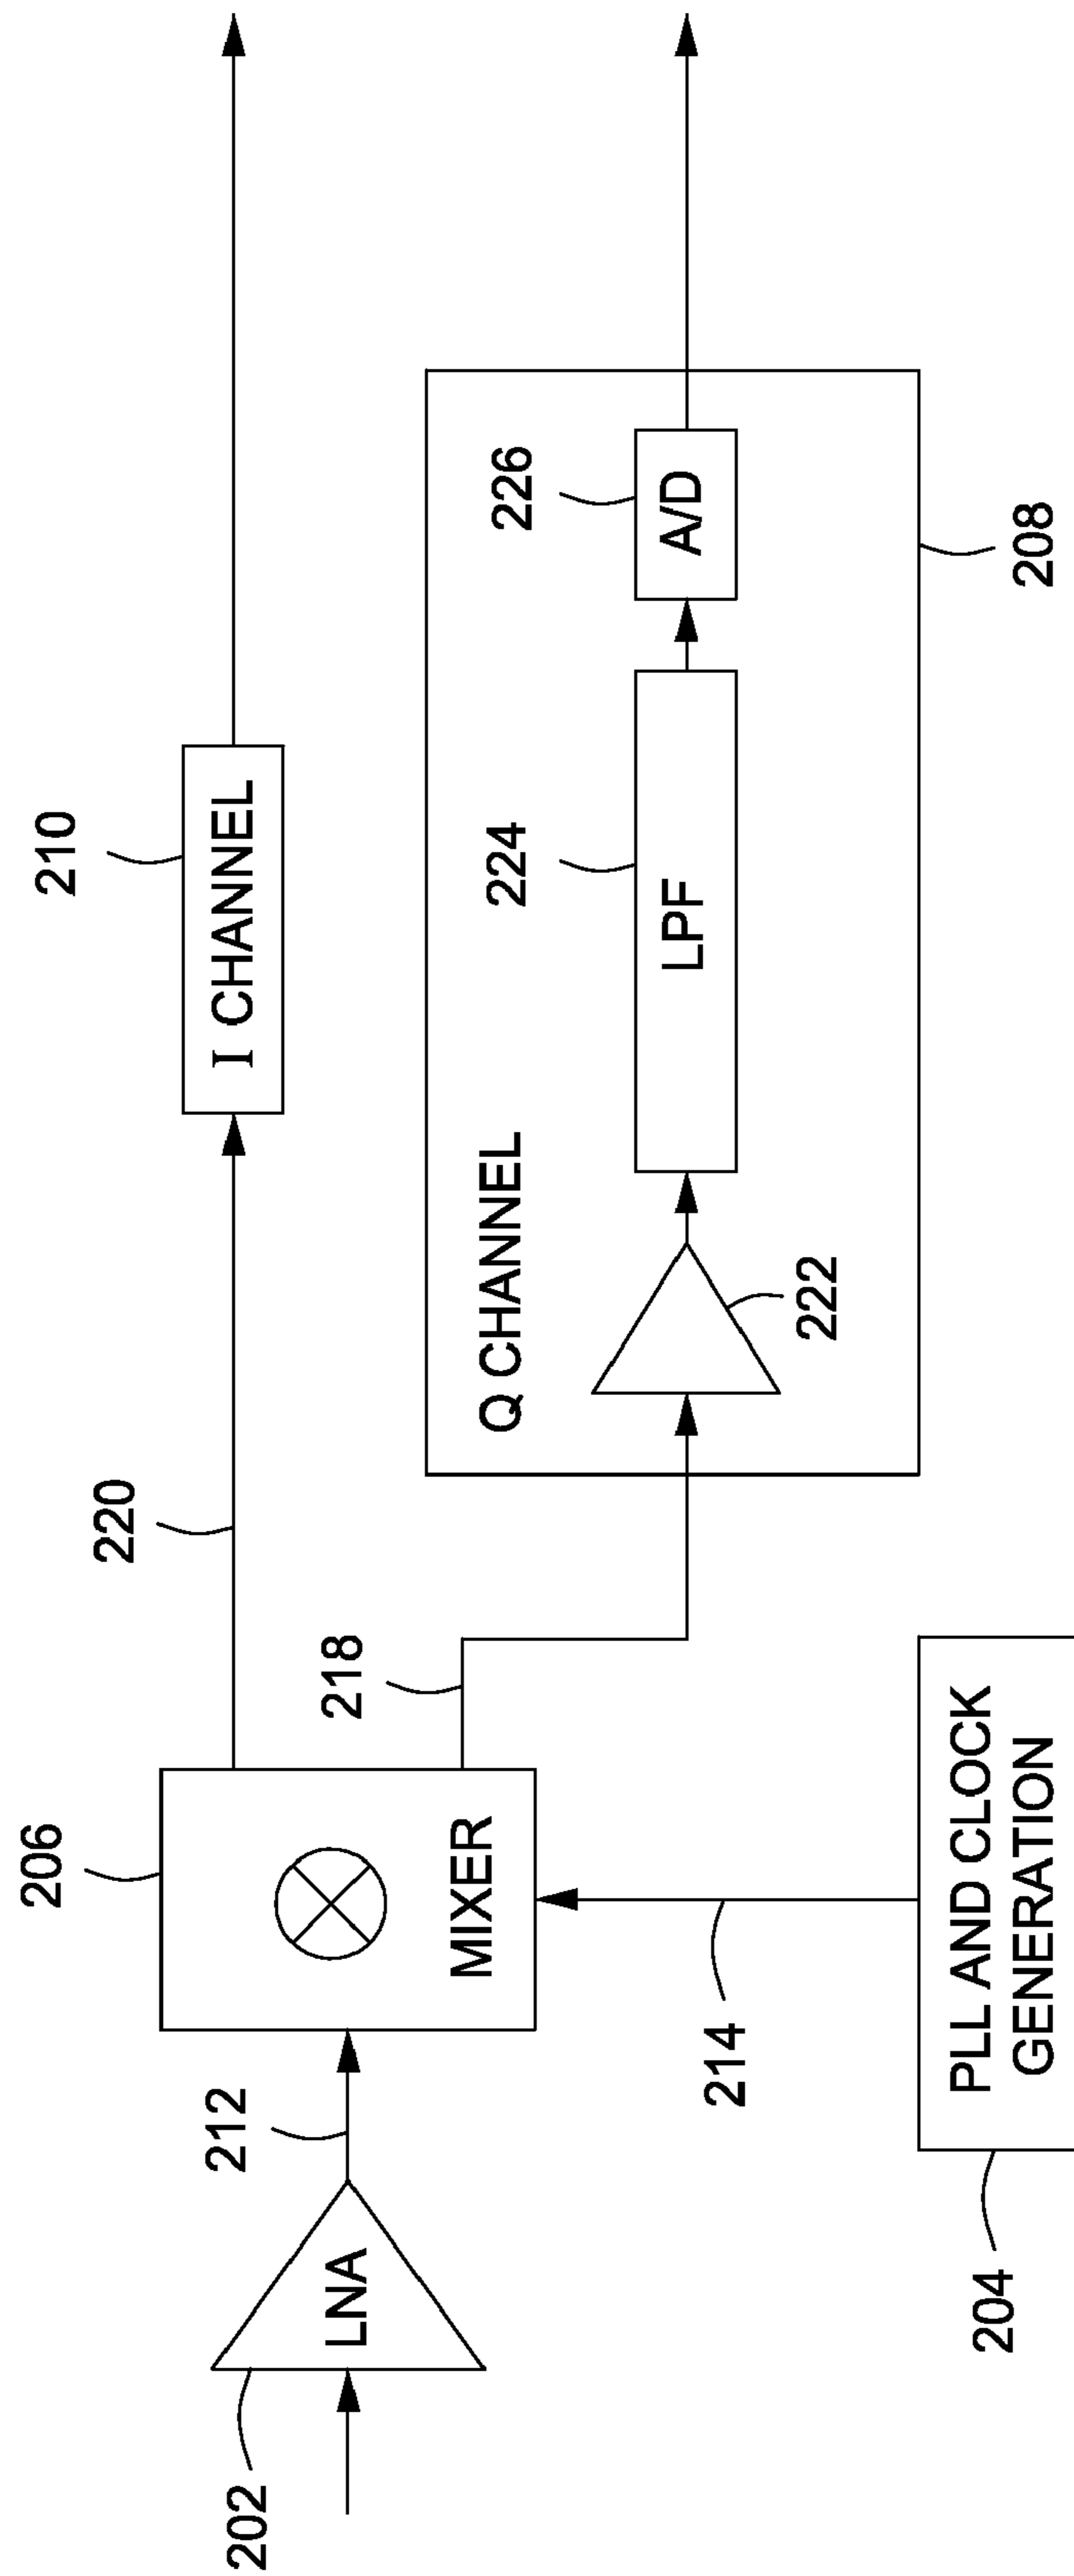 210
I CHANNEL
220
206
MIXER
218
212
LNA
202
214
PLL AND CLOCK
GENERATION
204
Q CHANNEL
222
224
LPF
226
A/D
208